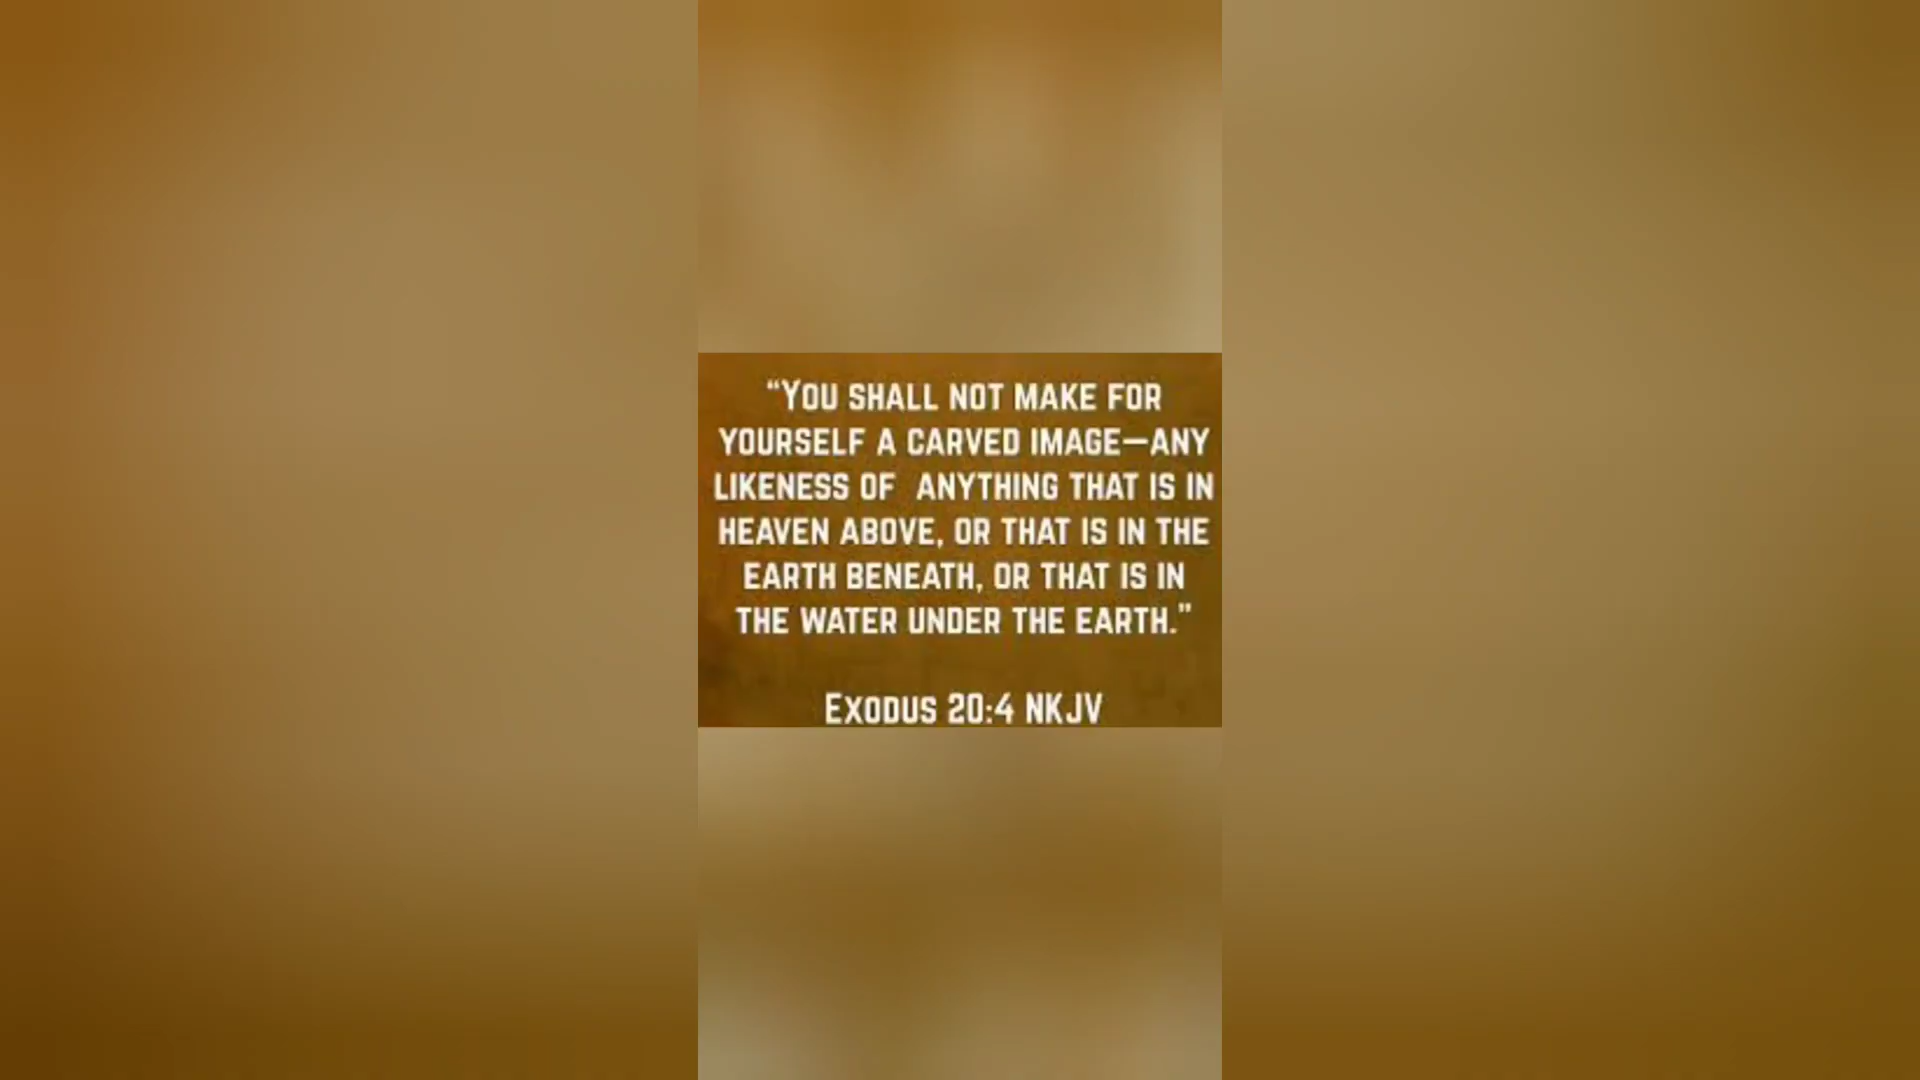 “YOU SHALL NOT MAKE FOR
YOURSELF A CARVED IMAGE—ANY
LIKENESS OF ANYTHING THAT IS IN
HEAVEN ABOVE, OR THAT IS IN THE
EARTH BENEATH, OR THAT IS IN
THE WATER UNDER THE EARTH.”
EXODUS 20:4 NKJV